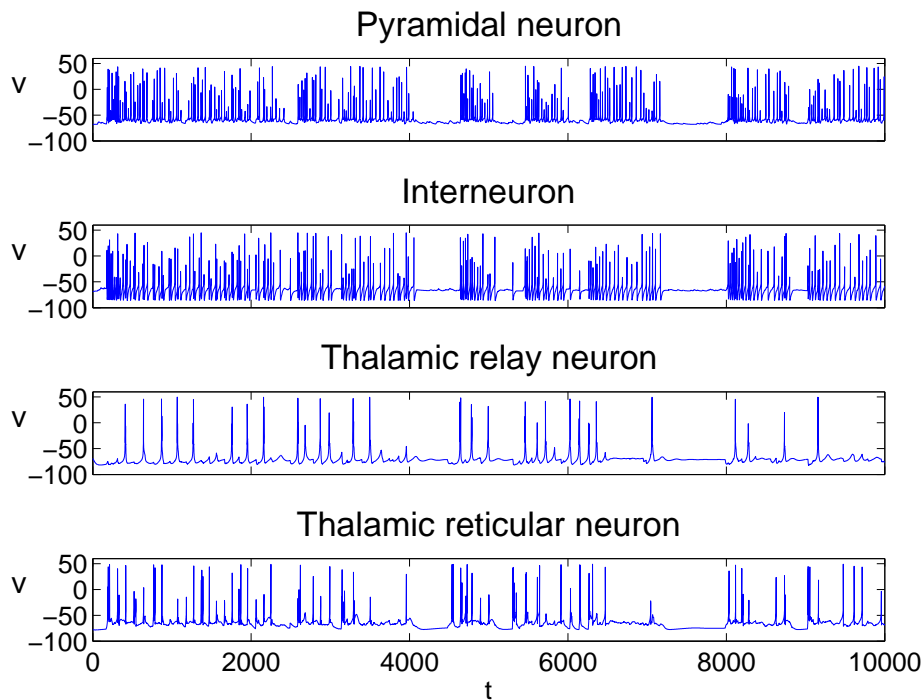 Pyramidal neuron
50
0
−50
−100
v
Interneuron
50
0
−50
−100
v
Thalamic relay neuron
50
0
−50
−100
v
Thalamic reticular neuron
50
0
−50
−100
v
0 2000 4000 6000 8000 10000
t